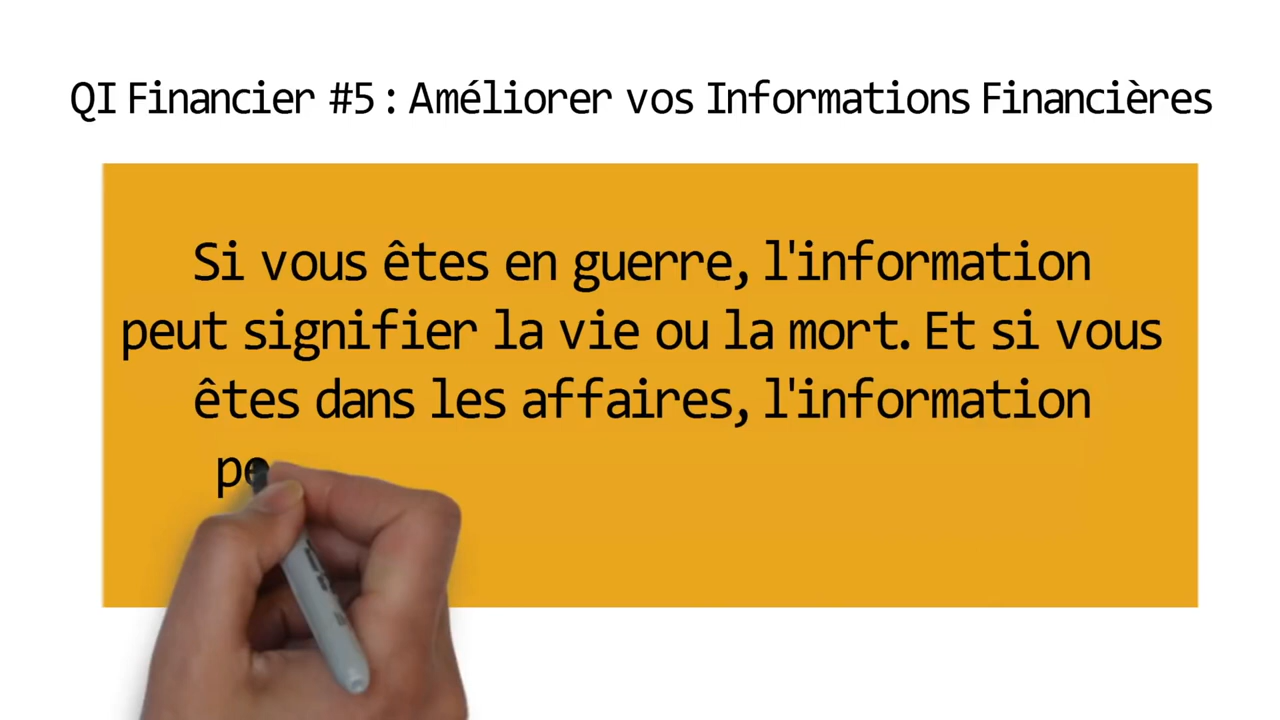 QI Financier #5 : Améliorer vos Informations Financières
Si vous êtes en guerre, l'information
peut signifier la vie ou la mort. Et si vous
êtes dans les affaires, l'information
pe